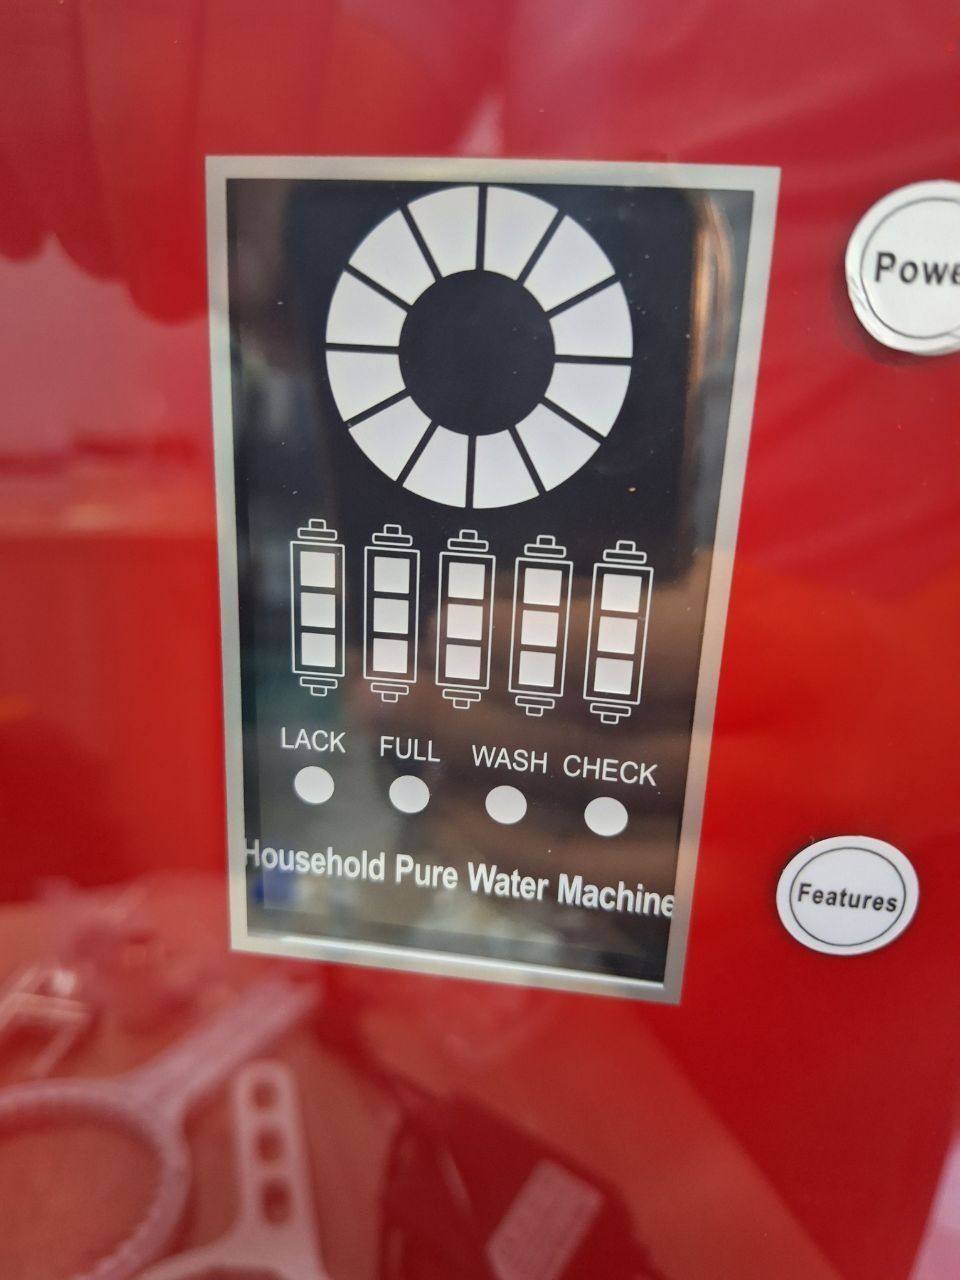 Powe
LACK FULL WASH CHECK
Household Pure Water Machine
Features